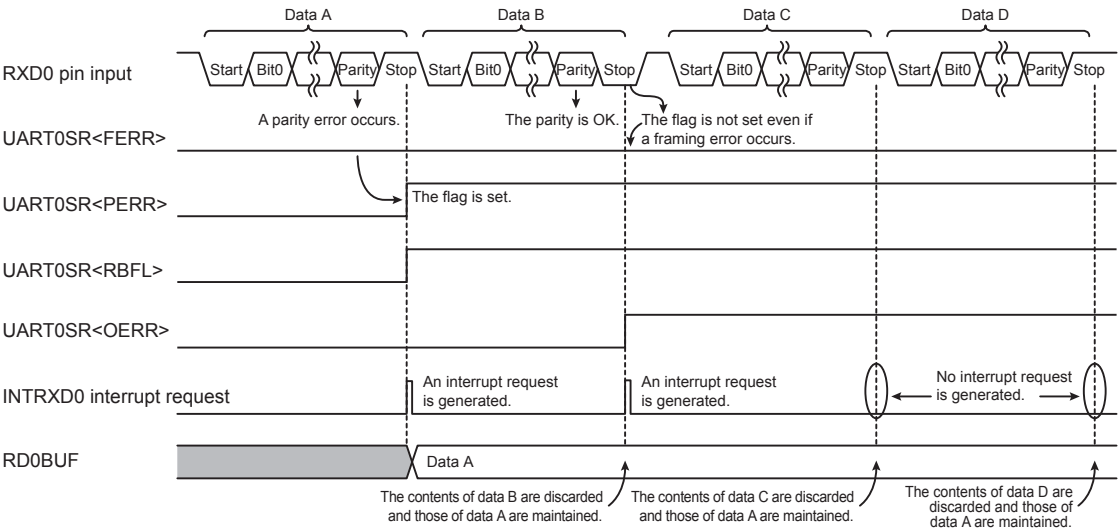 Data A Data B Data C Data D
RXD0 pin input Start Bit0 Parity Stop Start Bit0 Parity Stop Start Bit0 Parity Stop Start Bit0 Parity Stop
A parity error occurs. The parity is OK. The flag is not set even if
a framing error occurs.
UART0SR<FERR>
UART0SR<PERR> The flag is set.
UART0SR<RBFL>
UART0SR<OERR>
INTRXD0 interrupt request
An interrupt request
is generated.
An interrupt request
is generated.
No interrupt request
is generated.
RD0BUF Data A
The contents of data B are discarded
and those of data A are maintained.
The contents of data C are discarded
and those of data A are maintained.
The contents of data D are
discarded and those of
data A are maintained.